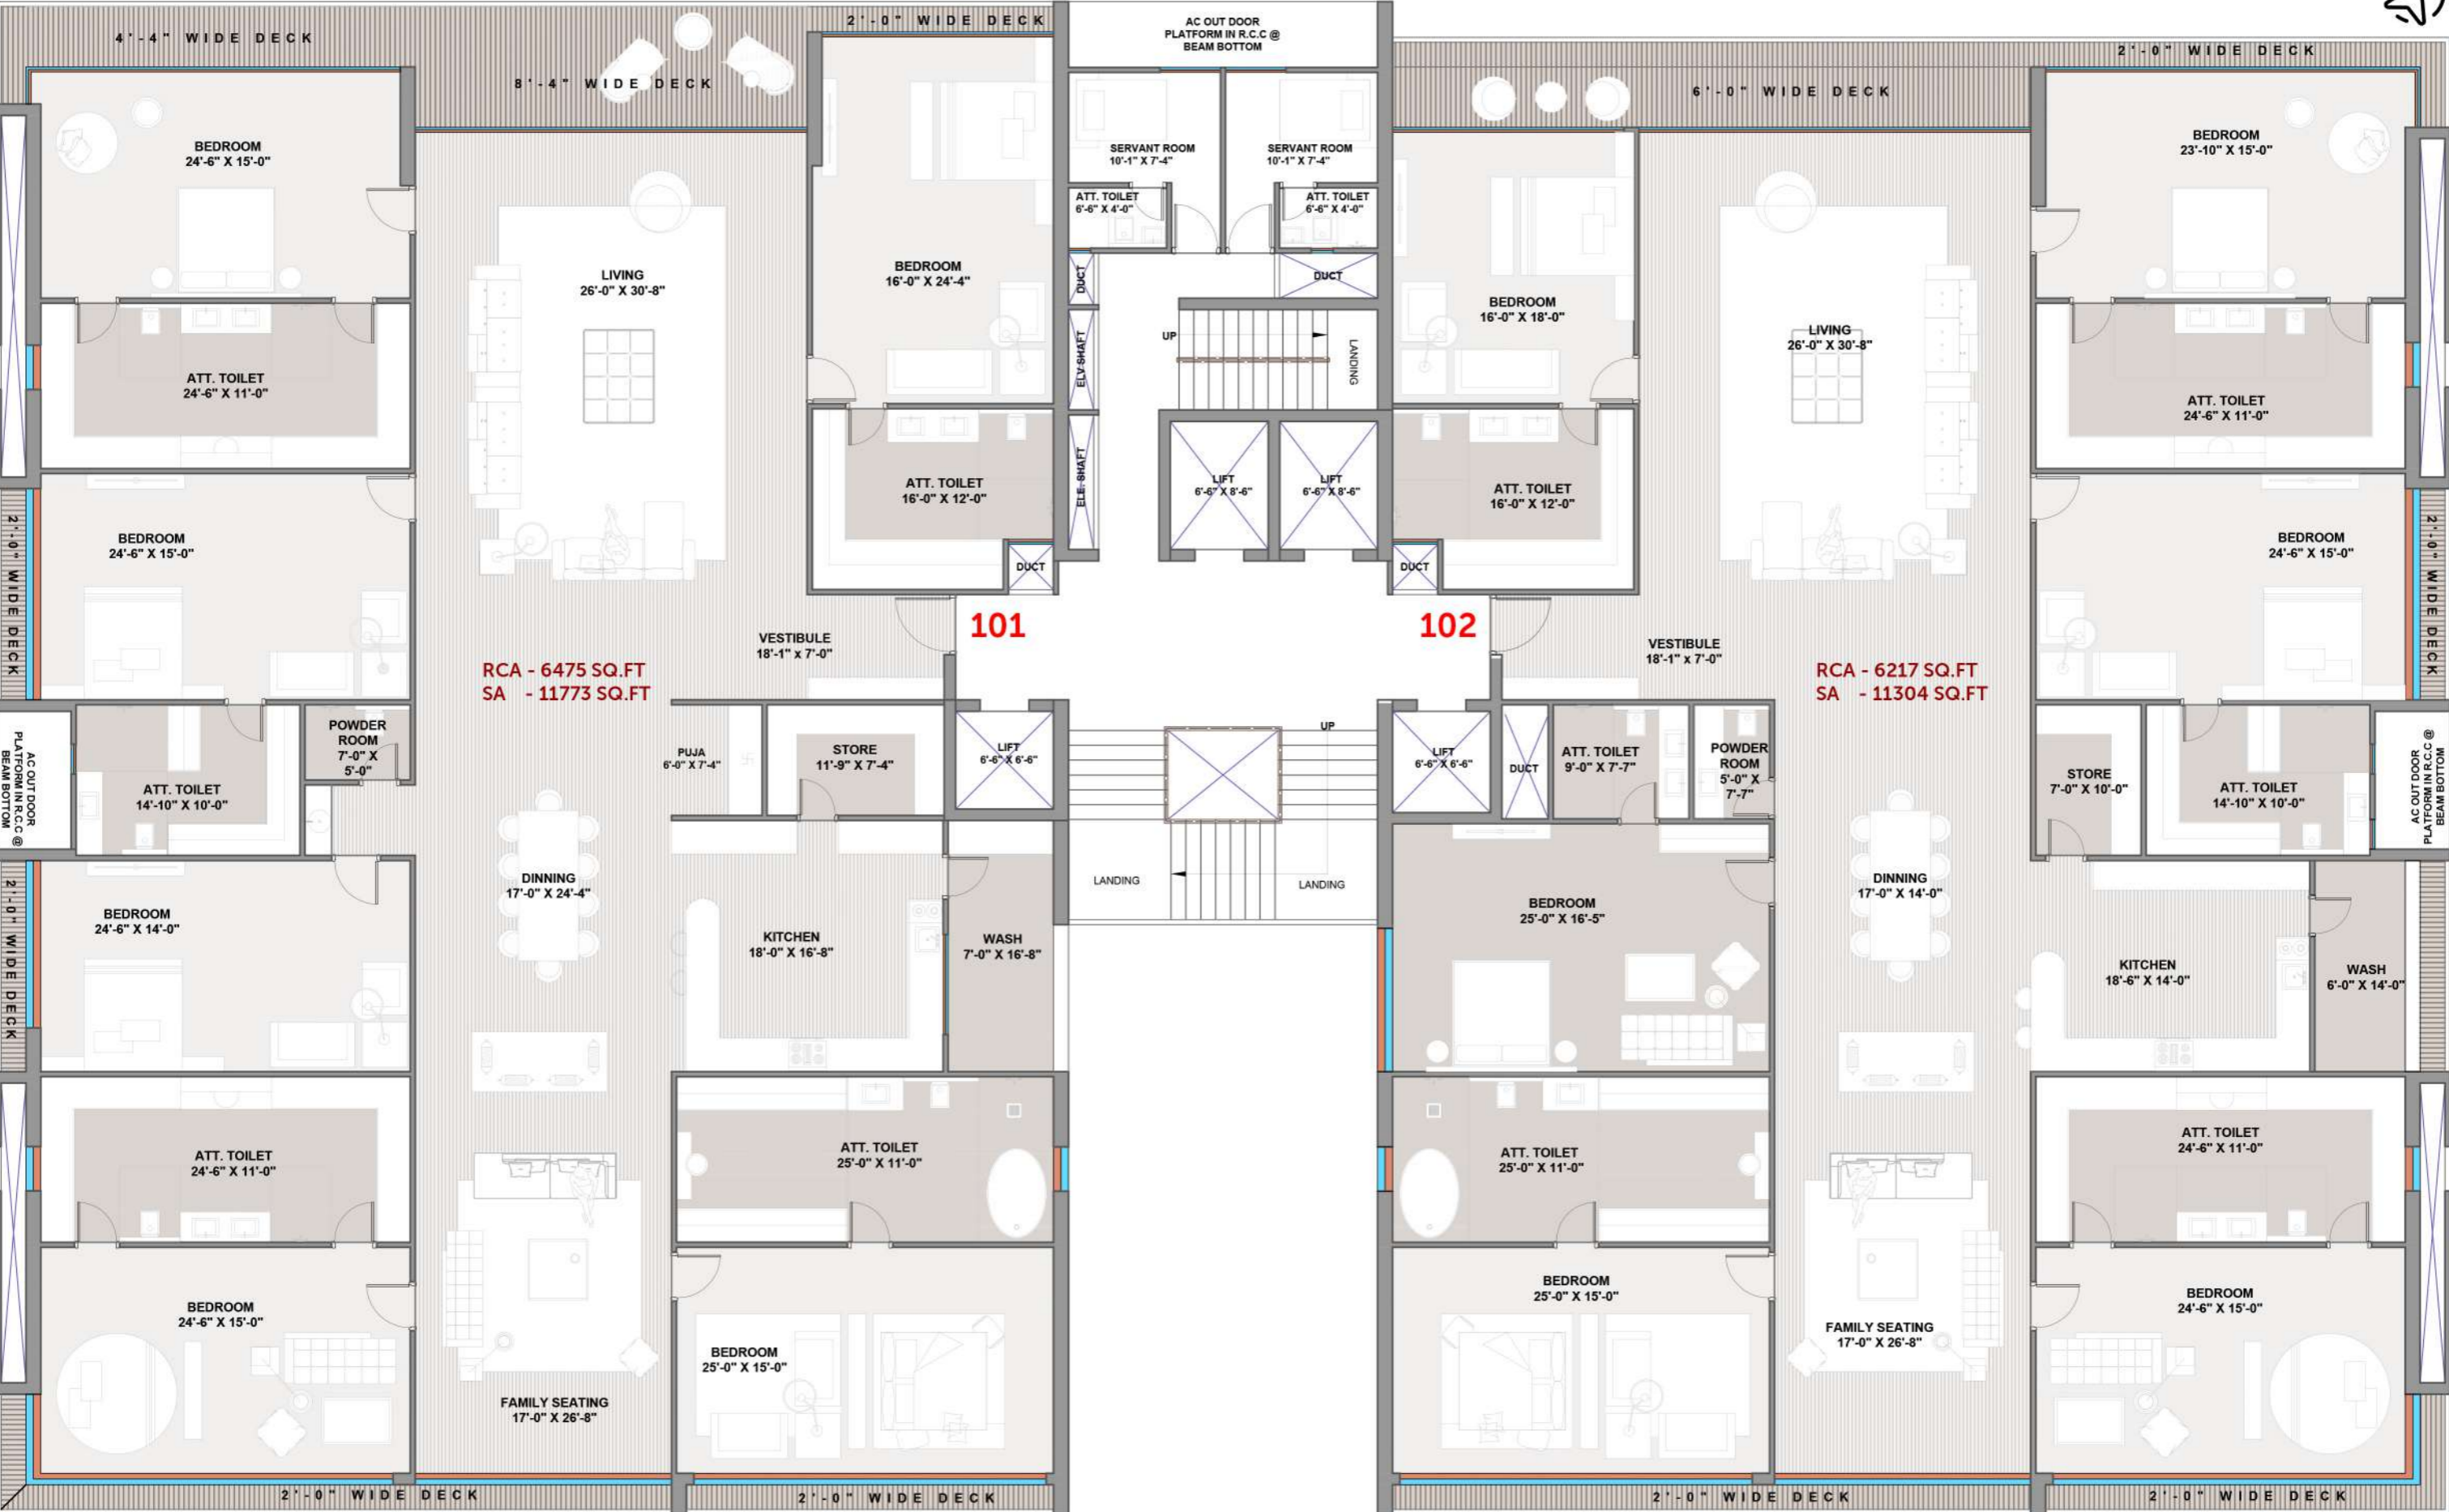 4'-4" WIDE DECK
8'-4" WIDE DECK
2'-0" WIDE DECK
AC OUT DOOR
PLATFORM IN R.C.C @
BEAM BOTTOM
6'-0" WIDE DECK
2'-0" WIDE DECK
BEDROOM
24'-6" X 15'-0"
LIVING
26'-0" X 30'-8"
BEDROOM
16'-0" X 24'-4"
SERVANT ROOM
10'-1" X 7'-4"
SERVANT ROOM
10'-1" X 7'-4"
ATT. TOILET
6'-6" X 4'-0"
ATT. TOILET
6'-6" X 4'-0"
DUCT
DUCT
UP
LANDING
ELV SHAFT
ELE. SHAFT
BEDROOM
16'-0" X 18'-0"
LIVING
26'-0" X 30'-8"
BEDROOM
23'-10" X 15'-0"
ATT. TOILET
24'-6" X 11'-0"
ATT. TOILET
16'-0" X 12'-0"
LIFT
6'-6" X 8'-6"
LIFT
6'-6" X 8'-6"
ATT. TOILET
16'-0" X 12'-0"
ATT. TOILET
24'-6" X 11'-0"
2'-0" WIDE DECK
BEDROOM
24'-6" X 15'-0"
DUCT
DUCT
BEDROOM
24'-6" X 15'-0"
2'-0" WIDE DECK
101
102
VESTIBULE
18'-1" x 7'-0"
VESTIBULE
18'-1" x 7'-0"
RCA - 6475 SQ.FT
SA - 11773 SQ.FT
RCA - 6217 SQ.FT
SA - 11304 SQ.FT
AC OUT DOOR
PLATFORM IN R.C.C @
BEAM BOTTOM
ATT. TOILET
14'-10" X 10'-0"
POWDER
ROOM
7'-0" X
5'-0"
PUJA
6'-0" X 7'-4"
STORE
11'-9" X 7'-4"
LIFT
6'-6" X 6'-6"
UP
LIFT
6'-6" X 6'-6"
DUCT
ATT. TOILET
9'-0" X 7'-7"
POWDER
ROOM
5'-0" X
7'-7"
STORE
7'-0" X 10'-0"
ATT. TOILET
14'-10" X 10'-0"
AC OUT DOOR
PLATFORM IN R.C.C @
BEAM BOTTOM
2'-0" WIDE DECK
BEDROOM
24'-6" X 14'-0"
DINNING
17'-0" X 24'-4"
KITCHEN
18'-0" X 16'-8"
WASH
7'-0" X 16'-8"
LANDING
LANDING
BEDROOM
25'-0" X 16'-5"
DINNING
17'-0" X 14'-0"
KITCHEN
18'-6" X 14'-0"
WASH
6'-0" X 14'-0"
ATT. TOILET
24'-6" X 11'-0"
ATT. TOILET
25'-0" X 11'-0"
ATT. TOILET
25'-0" X 11'-0"
ATT. TOILET
24'-6" X 11'-0"
BEDROOM
24'-6" X 15'-0"
FAMILY SEATING
17'-0" X 26'-8"
BEDROOM
25'-0" X 15'-0"
BEDROOM
25'-0" X 15'-0"
FAMILY SEATING
17'-0" X 26'-8"
BEDROOM
24'-6" X 15'-0"
2'-0" WIDE DECK
2'-0" WIDE DECK
2'-0" WIDE DECK
2'-0" WIDE DECK